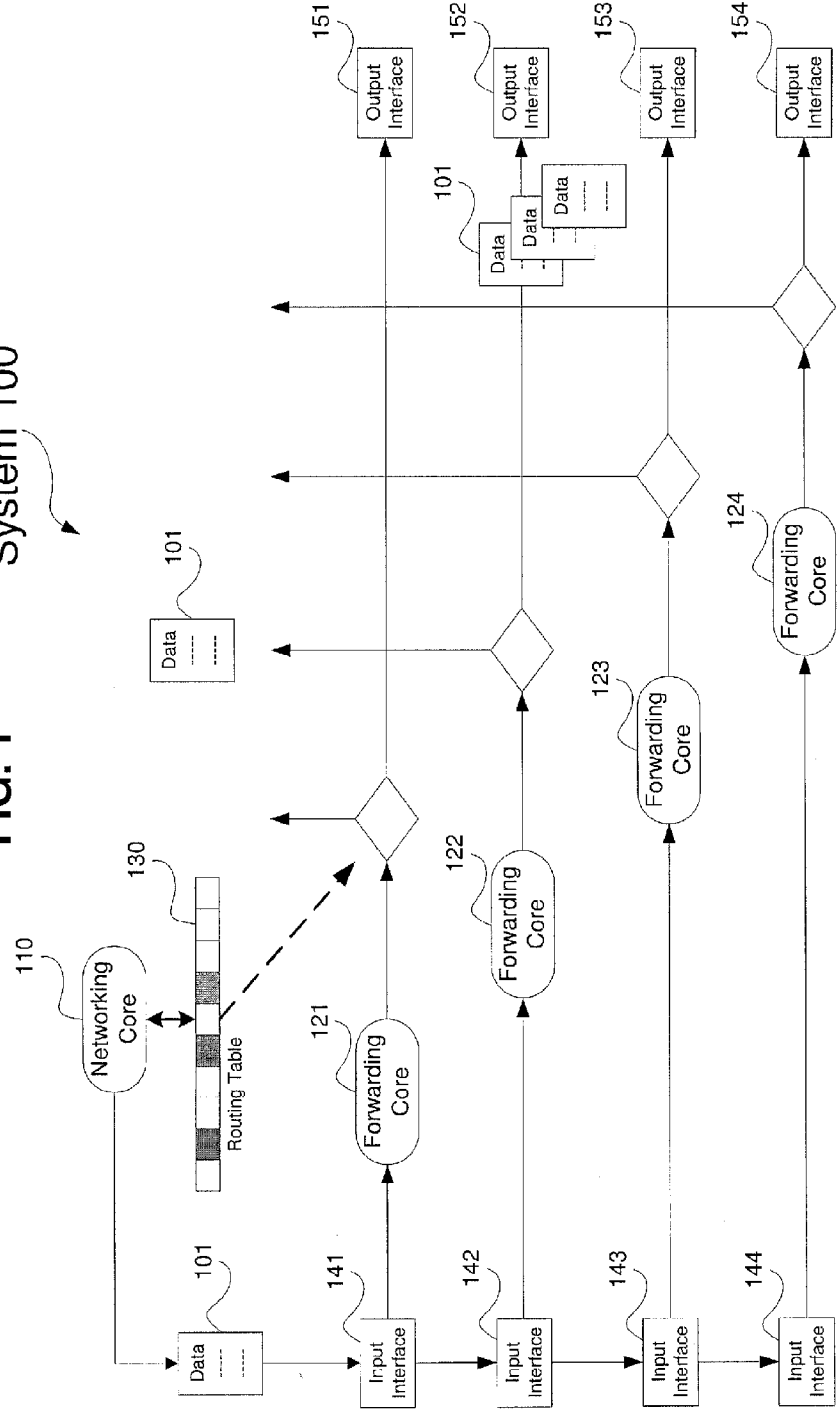 System 100
110
Networking
Core
130
Routing Table
101
Data
101
Data
141
Input
Interface
121
Forwarding
Core
151
Output
Interface
142
Input
Interface
122
Forwarding
Core
101
Data
Data
Data
152
Output
Interface
143
Input
Interface
123
Forwarding
Core
153
Output
Interface
144
Input
Interface
124
Forwarding
Core
154
Output
Interface